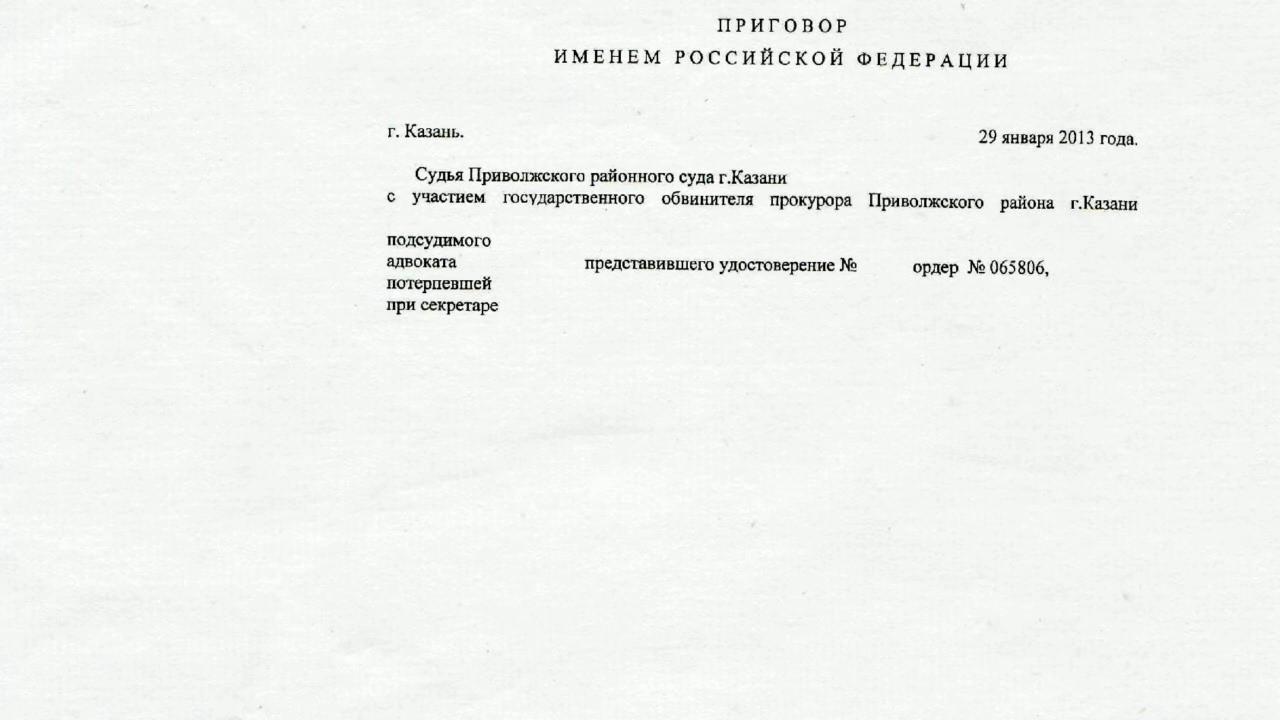 ПРИГОВОР
ИМЕНЕМ РОССИЙСКОЙ ФЕДЕРАЦИИ
г. Казань.
29 января 2013 года.
Судья Приволжского районного суда г.Казани
с участием государственного обвинителя прокурора Приволжского района г.Казани
подсудимого
адвоката представившего удостоверение № ордер № 065806,
потерпевшей
при секретаре